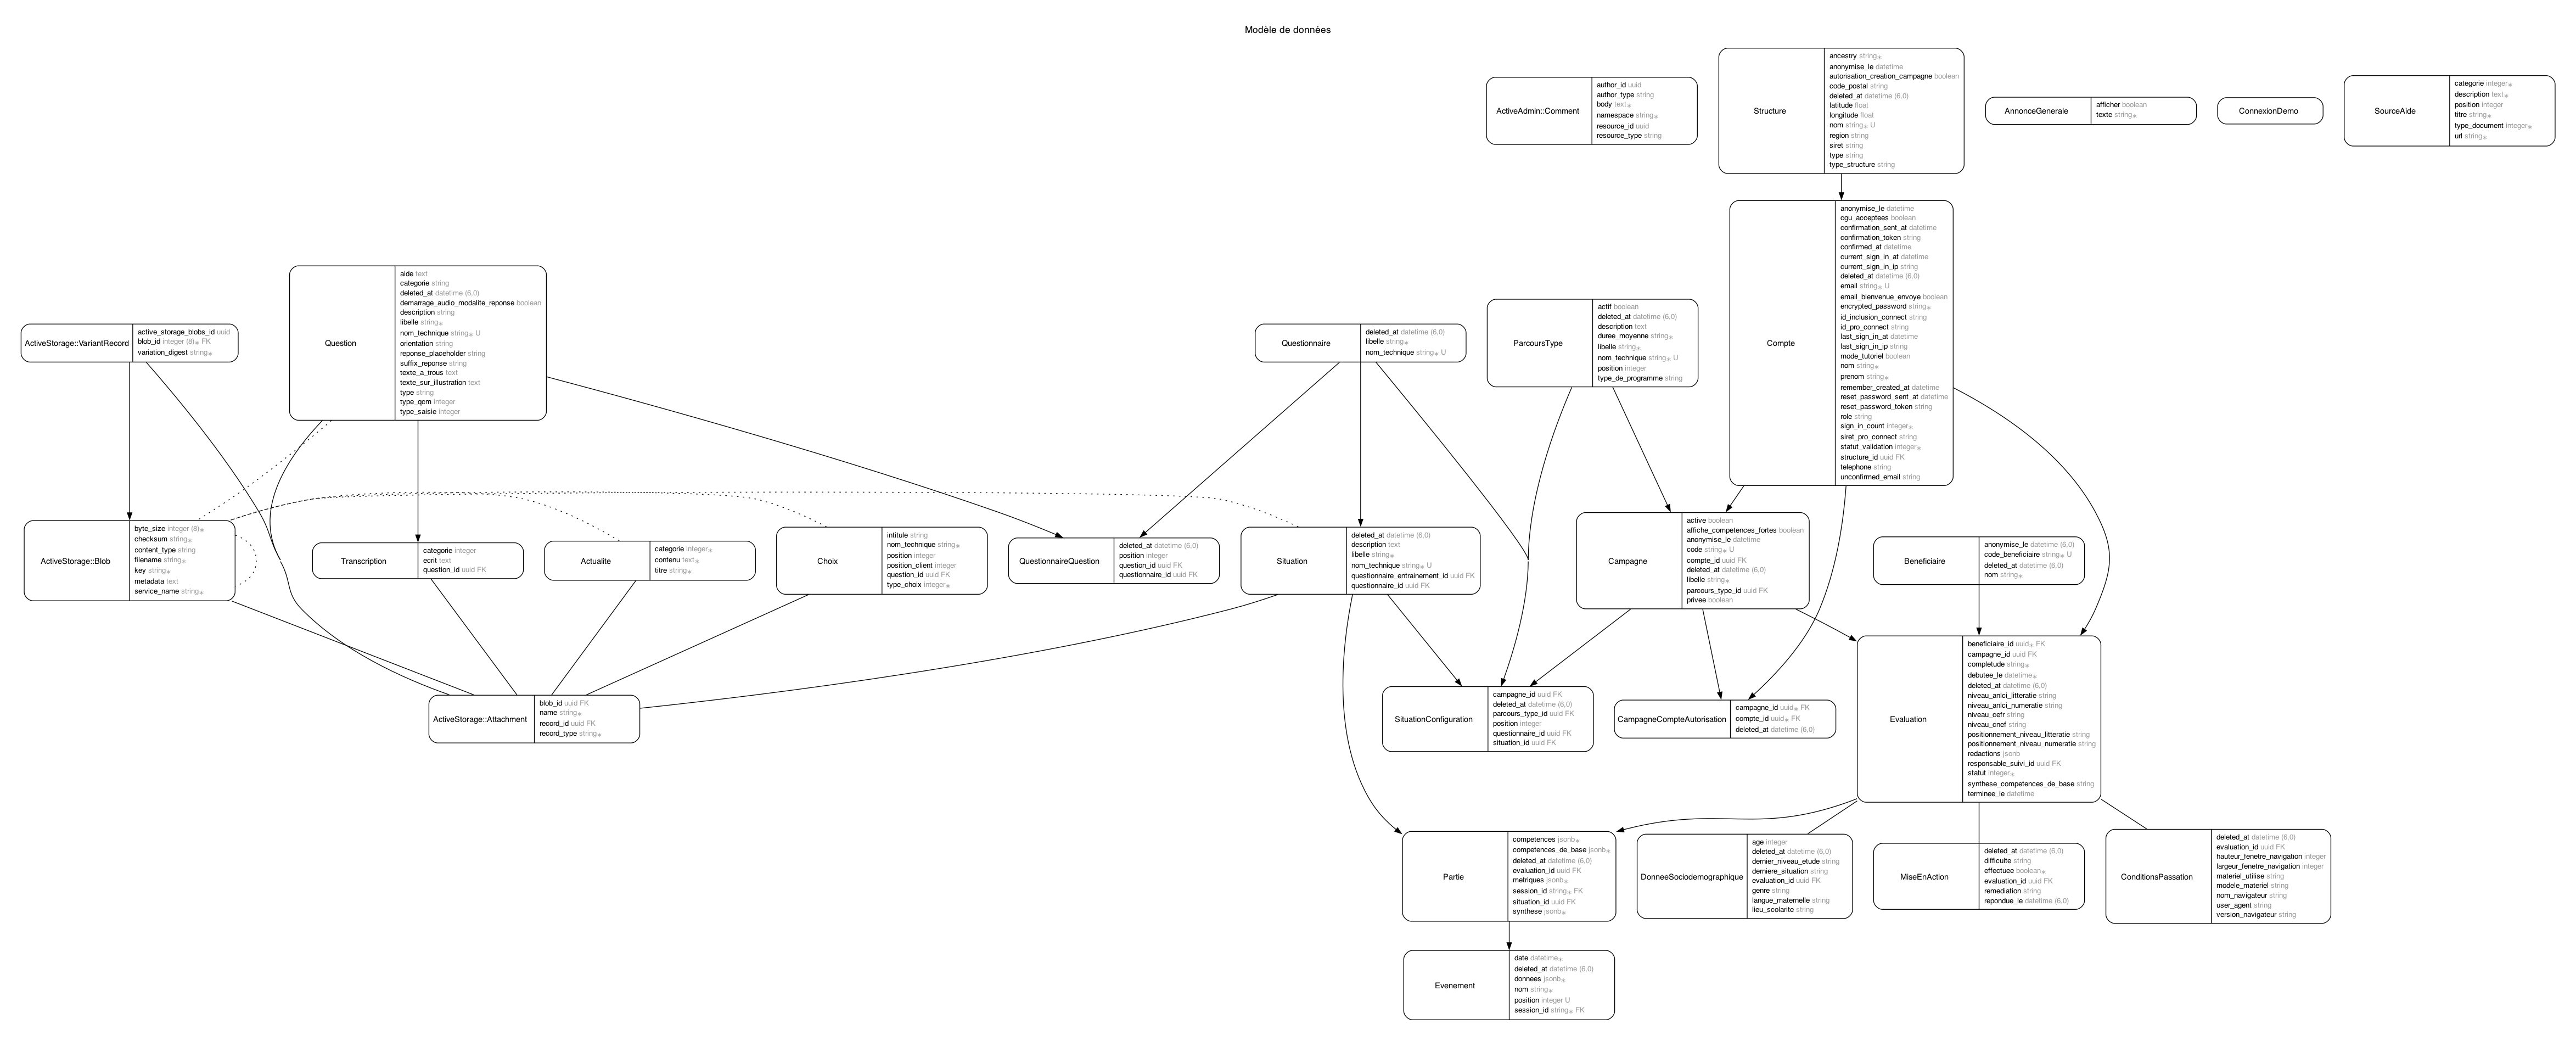 Modèle de données
ActiveAdmin::Comment
author_id uuid
author_type string
body text∗
namespace string∗
resource_id uuid
resource_type string
Structure
ancestry string∗
anonymise_le datetime
autorisation_creation_campagne boolean
code_postal string
deleted_at datetime (6,0)
latitude float
longitude float
nom string∗ U
region string
siret string
type string
type_structure string
AnnonceGenerale
afficher boolean
texte string∗
ConnexionDemo
SourceAide
categorie integer∗
description text∗
position integer
titre string∗
type_document integer∗
url string∗
Compte
anonymise_le datetime
cgu_acceptees boolean
confirmation_sent_at datetime
confirmation_token string
confirmed_at datetime
current_sign_in_at datetime
current_sign_in_ip string
deleted_at datetime (6,0)
email string∗ U
email_bienvenue_envoye boolean
encrypted_password string∗
id_inclusion_connect string
id_pro_connect string
last_sign_in_at datetime
last_sign_in_ip string
mode_tutoriel boolean
nom string∗
prenom string∗
remember_created_at datetime
reset_password_sent_at datetime
reset_password_token string
role string
sign_in_count integer∗
siret_pro_connect string
statut_validation integer∗
structure_id uuid FK
telephone string
unconfirmed_email string
ActiveStorage::VariantRecord
active_storage_blobs_id uuid
blob_id integer (8)∗ FK
variation_digest string∗
Question
aide text
categorie string
deleted_at datetime (6,0)
demarrage_audio_modalite_reponse boolean
description string
libelle string∗
nom_technique string∗ U
orientation string
reponse_placeholder string
suffix_reponse string
texte_a_trous text
texte_sur_illustration text
type string
type_qcm integer
type_saisie integer
Questionnaire
deleted_at datetime (6,0)
libelle string∗
nom_technique string∗ U
ParcoursType
actif boolean
deleted_at datetime (6,0)
description text
duree_moyenne string∗
libelle string∗
nom_technique string∗ U
position integer
type_de_programme string
ActiveStorage::Blob
byte_size integer (8)∗
checksum string∗
content_type string
filename string∗
key string∗
metadata text
service_name string∗
Transcription
categorie integer
ecrit text
question_id uuid FK
Actualite
categorie integer∗
contenu text∗
titre string∗
Choix
intitule string
nom_technique string∗
position integer
position_client integer
question_id uuid FK
type_choix integer∗
QuestionnaireQuestion
deleted_at datetime (6,0)
position integer
question_id uuid FK
questionnaire_id uuid FK
Situation
deleted_at datetime (6,0)
description text
libelle string∗
nom_technique string∗ U
questionnaire_entrainement_id uuid FK
questionnaire_id uuid FK
Campagne
active boolean
affiche_competences_fortes boolean
anonymise_le datetime
code string∗ U
compte_id uuid FK
deleted_at datetime (6,0)
libelle string∗
parcours_type_id uuid FK
privee boolean
Beneficiaire
anonymise_le datetime (6,0)
code_beneficiaire string∗ U
deleted_at datetime (6,0)
nom string∗
ActiveStorage::Attachment
blob_id uuid FK
name string∗
record_id uuid FK
record_type string∗
SituationConfiguration
campagne_id uuid FK
deleted_at datetime (6,0)
parcours_type_id uuid FK
position integer
questionnaire_id uuid FK
situation_id uuid FK
CampagneCompteAutorisation
campagne_id uuid∗ FK
compte_id uuid∗ FK
deleted_at datetime (6,0)
Evaluation
beneficiaire_id uuid∗ FK
campagne_id uuid FK
completude string∗
debutee_le datetime∗
deleted_at datetime (6,0)
niveau_anlci_litteratie string
niveau_anlci_numeratie string
niveau_cefr string
niveau_cnef string
positionnement_niveau_litteratie string
positionnement_niveau_numeratie string
redactions jsonb
responsable_suivi_id uuid FK
statut integer∗
synthese_competences_de_base string
terminee_le datetime
Partie
competences jsonb∗
competences_de_base jsonb∗
deleted_at datetime (6,0)
evaluation_id uuid FK
metriques jsonb∗
session_id string∗ FK
situation_id uuid FK
synthese jsonb∗
DonneeSociodemographique
age integer
deleted_at datetime (6,0)
dernier_niveau_etude string
derniere_situation string
evaluation_id uuid FK
genre string
langue_maternelle string
lieu_scolarite string
MiseEnAction
deleted_at datetime (6,0)
difficulte string
effectuee boolean∗
evaluation_id uuid FK
remediation string
repondue_le datetime (6,0)
ConditionsPassation
deleted_at datetime (6,0)
evaluation_id uuid FK
hauteur_fenetre_navigation integer
largeur_fenetre_navigation integer
materiel_utilise string
modele_materiel string
nom_navigateur string
user_agent string
version_navigateur string
Evenement
date datetime∗
deleted_at datetime (6,0)
donnees jsonb∗
nom string∗
position integer U
session_id string∗ FK